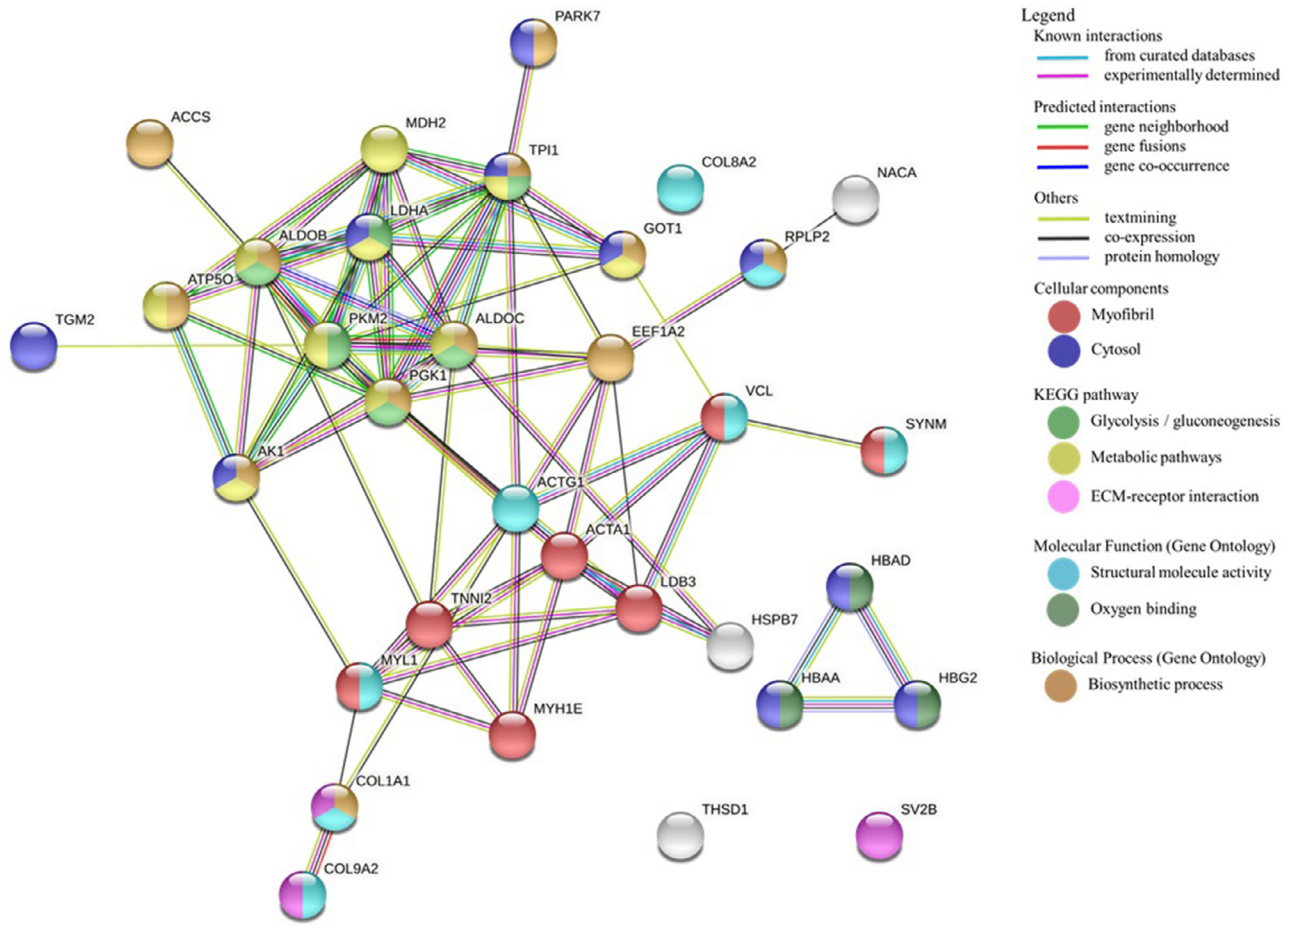 PARK7
ACCS
MDH2
TPI1
COL8A2
NACA
LDHA
GOT1
RPLP2
ALDOB
ATP5O
TGM2
PKM2
ALDOC
EEF1A2
PGK1
VCL
SYNM
AK1
ACTG1
ACTA1
HBAD
LDB3
TNNI2
HSPB7
MYL1
HBAA
HBG2
MYH1E
COL1A1
THSD1
SV2B
COL9A2
Legend
Known interactions
from curated databases
experimentally determined
Predicted interactions
gene neighborhood
gene fusions
gene co-occurrence
Others
textmining
co-expression
protein homology
Cellular components
Myofibril
Cytosol
KEGG pathway
Glycolysis / gluconeogenesis
Metabolic pathways
ECM-receptor interaction
Molecular Function (Gene Ontology)
Structural molecule activity
Oxygen binding
Biological Process (Gene Ontology)
Biosynthetic process